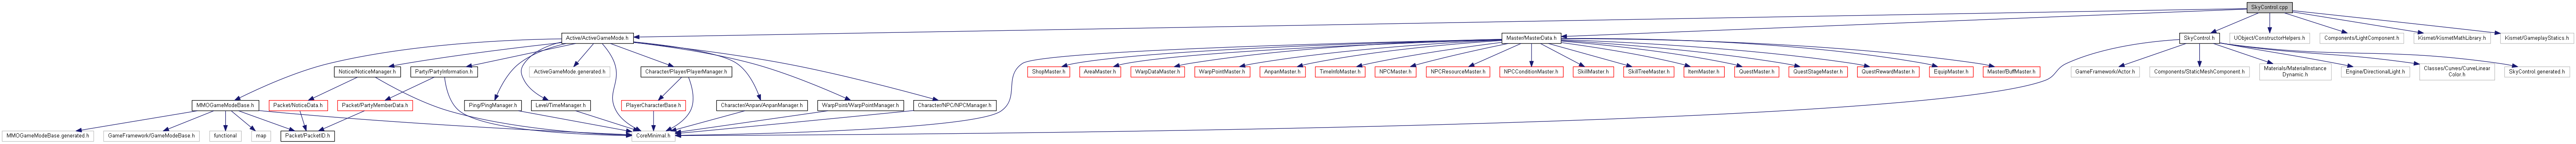 SkyControl.cpp
Active/ActiveGameMode.h
Master/MasterData.h
SkyControl.h
UObject/ConstructorHelpers.h
Components/LightComponent.h
Kismet/KismetMathLibrary.h
Kismet/GameplayStatics.h
Notice/NoticeManager.h
Party/PartyInformation.h
ActiveGameMode.generated.h
Character/Player/PlayerManager.h
ShopMaster.h
AreaMaster.h
WarpDataMaster.h
WarpPointMaster.h
AnpanMaster.h
TimeInfoMaster.h
NPCMaster.h
NPCResourceMaster.h
NPCConditionMaster.h
SkillMaster.h
SkillTreeMaster.h
ItemMaster.h
QuestMaster.h
QuestStageMaster.h
QuestRewardMaster.h
EquipMaster.h
Master/BuffMaster.h
GameFramework/Actor.h
Components/StaticMeshComponent.h
Materials/MaterialInstance
Dynamic.h
Engine/DirectionalLight.h
Classes/Curves/CurveLinear
Color.h
SkyControl.generated.h
MMOGameModeBase.h
Packet/NoticeData.h
Packet/PartyMemberData.h
Ping/PingManager.h
Level/TimeManager.h
PlayerCharacterBase.h
Character/Anpan/AnpanManager.h
WarpPoint/WarpPointManager.h
Character/NPC/NPCManager.h
MMOGameModeBase.generated.h
GameFramework/GameModeBase.h
functional
map
Packet/PacketID.h
CoreMinimal.h